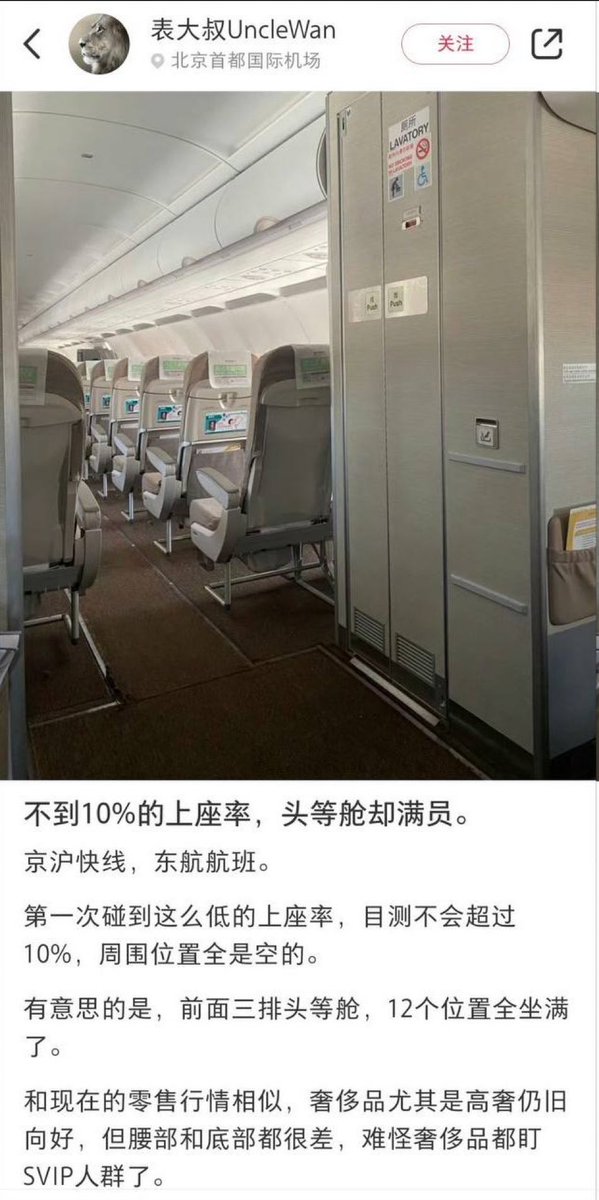 表大叔UncleWan
北京首都国际机场
关注
厕所
LAVATORY
Push
Push
不到10%的上座率，头等舱却满员。
京沪快线，东航航班。
第一次碰到这么低的上座率，目测不会超过
10%，周围位置全是空的。
有意思的是，前面三排头等舱，12个位置全坐满
了。
和现在的零售行情相似，奢侈品尤其是高奢仍旧
向好，但腰部和底部都很差，难怪奢侈品都盯
SVIP人群了。